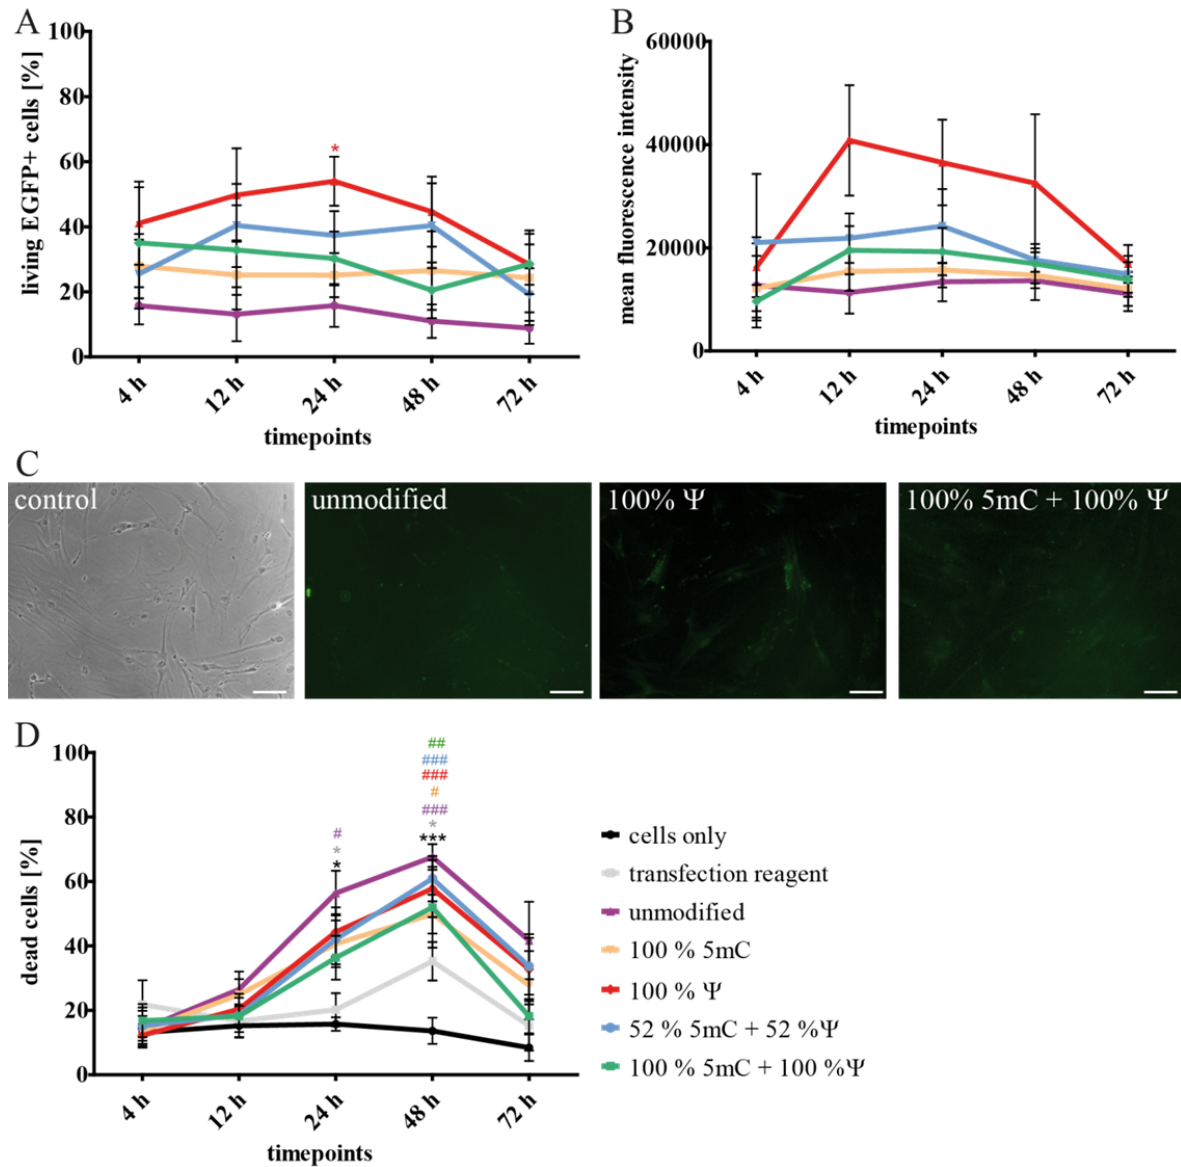 A
living EGFP+ cells [%]
100
80
60
40
20
0
*
4 h
12 h
24 h
48 h
72 h
timepoints
B
mean fluorescence intensity
60000
40000
20000
0
4 h
12 h
24 h
48 h
72 h
timepoints
C
control
unmodified
100% Ψ
100% 5mC + 100% Ψ
D
dead cells [%]
100
80
60
40
20
0
#
*
*
##
###
###
#
###
*
***
4 h
12 h
24 h
48 h
72 h
timepoints
cells only
transfection reagent
unmodified
100 % 5mC
100 % Ψ
52 % 5mC + 52 %Ψ
100 % 5mC + 100 %Ψ